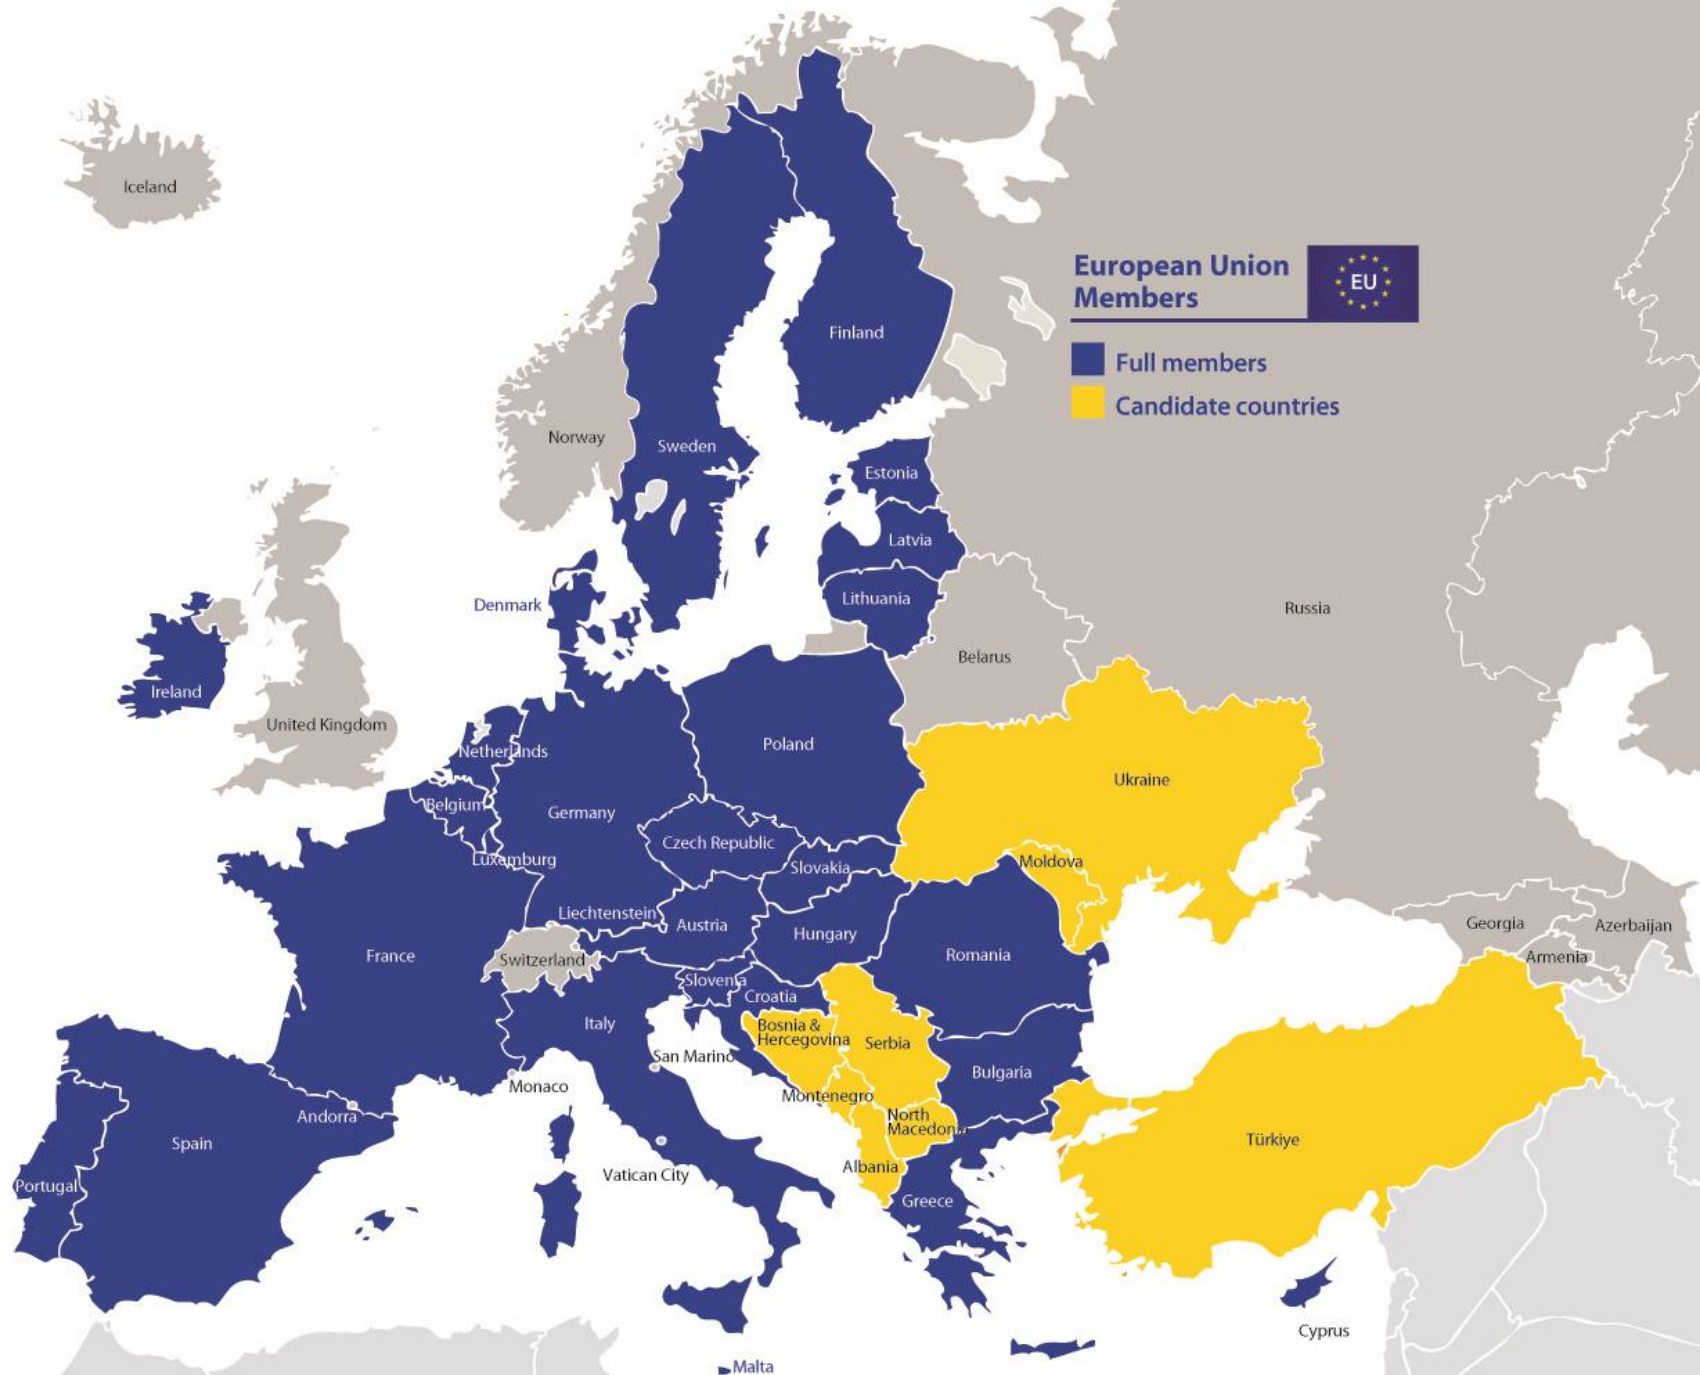 Iceland
European Union
Members
EU
Full members
Candidate countries
Finland
Norway
Sweden
Estonia
Latvia
Denmark
Lithuania
Russia
Belarus
Ireland
United Kingdom
Netherlands
Poland
Ukraine
Belgium
Germany
Czech Republic
Luxemburg
Slovakia
Moldova
Liechtenstein
Austria
Hungary
Georgia
Azerbaijan
France
Switzerland
Romania
Armenia
Slovenia
Croatia
Italy
Bosnia &
Hercegovina
Serbia
San Marino
Bulgaria
Monaco
Montenegro
Andorra
North
Macedonia
Spain
Türkiye
Vatican City
Albania
Portugal
Greece
Cyprus
Malta